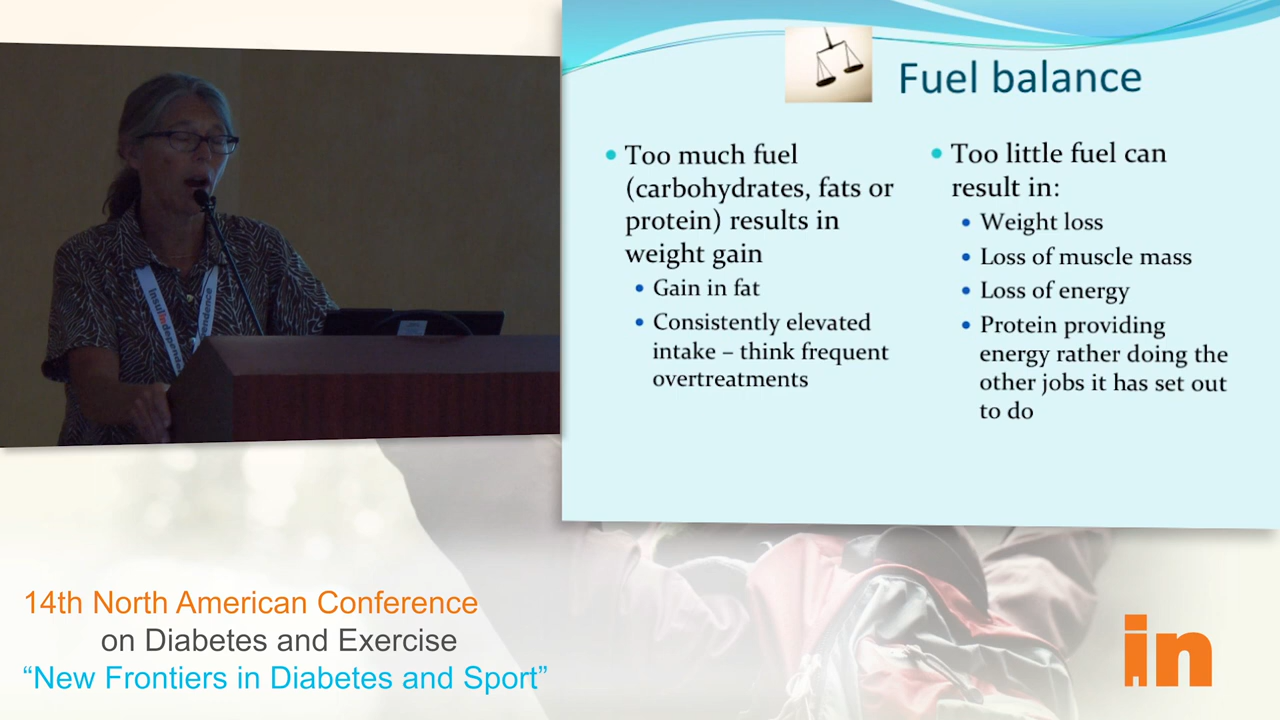 Fuel balance
Too much fuel
(carbohydrates, fats or
protein) results in
weight gain
Gain in fat
Consistently elevated
intake – think frequent
overtreatments
Too little fuel can
result in:
Weight loss
Loss of muscle mass
Loss of energy
Protein providing
energy rather doing the
other jobs it has set out
to do
14th North American Conference
on Diabetes and Exercise
“New Frontiers in Diabetes and Sport”
in